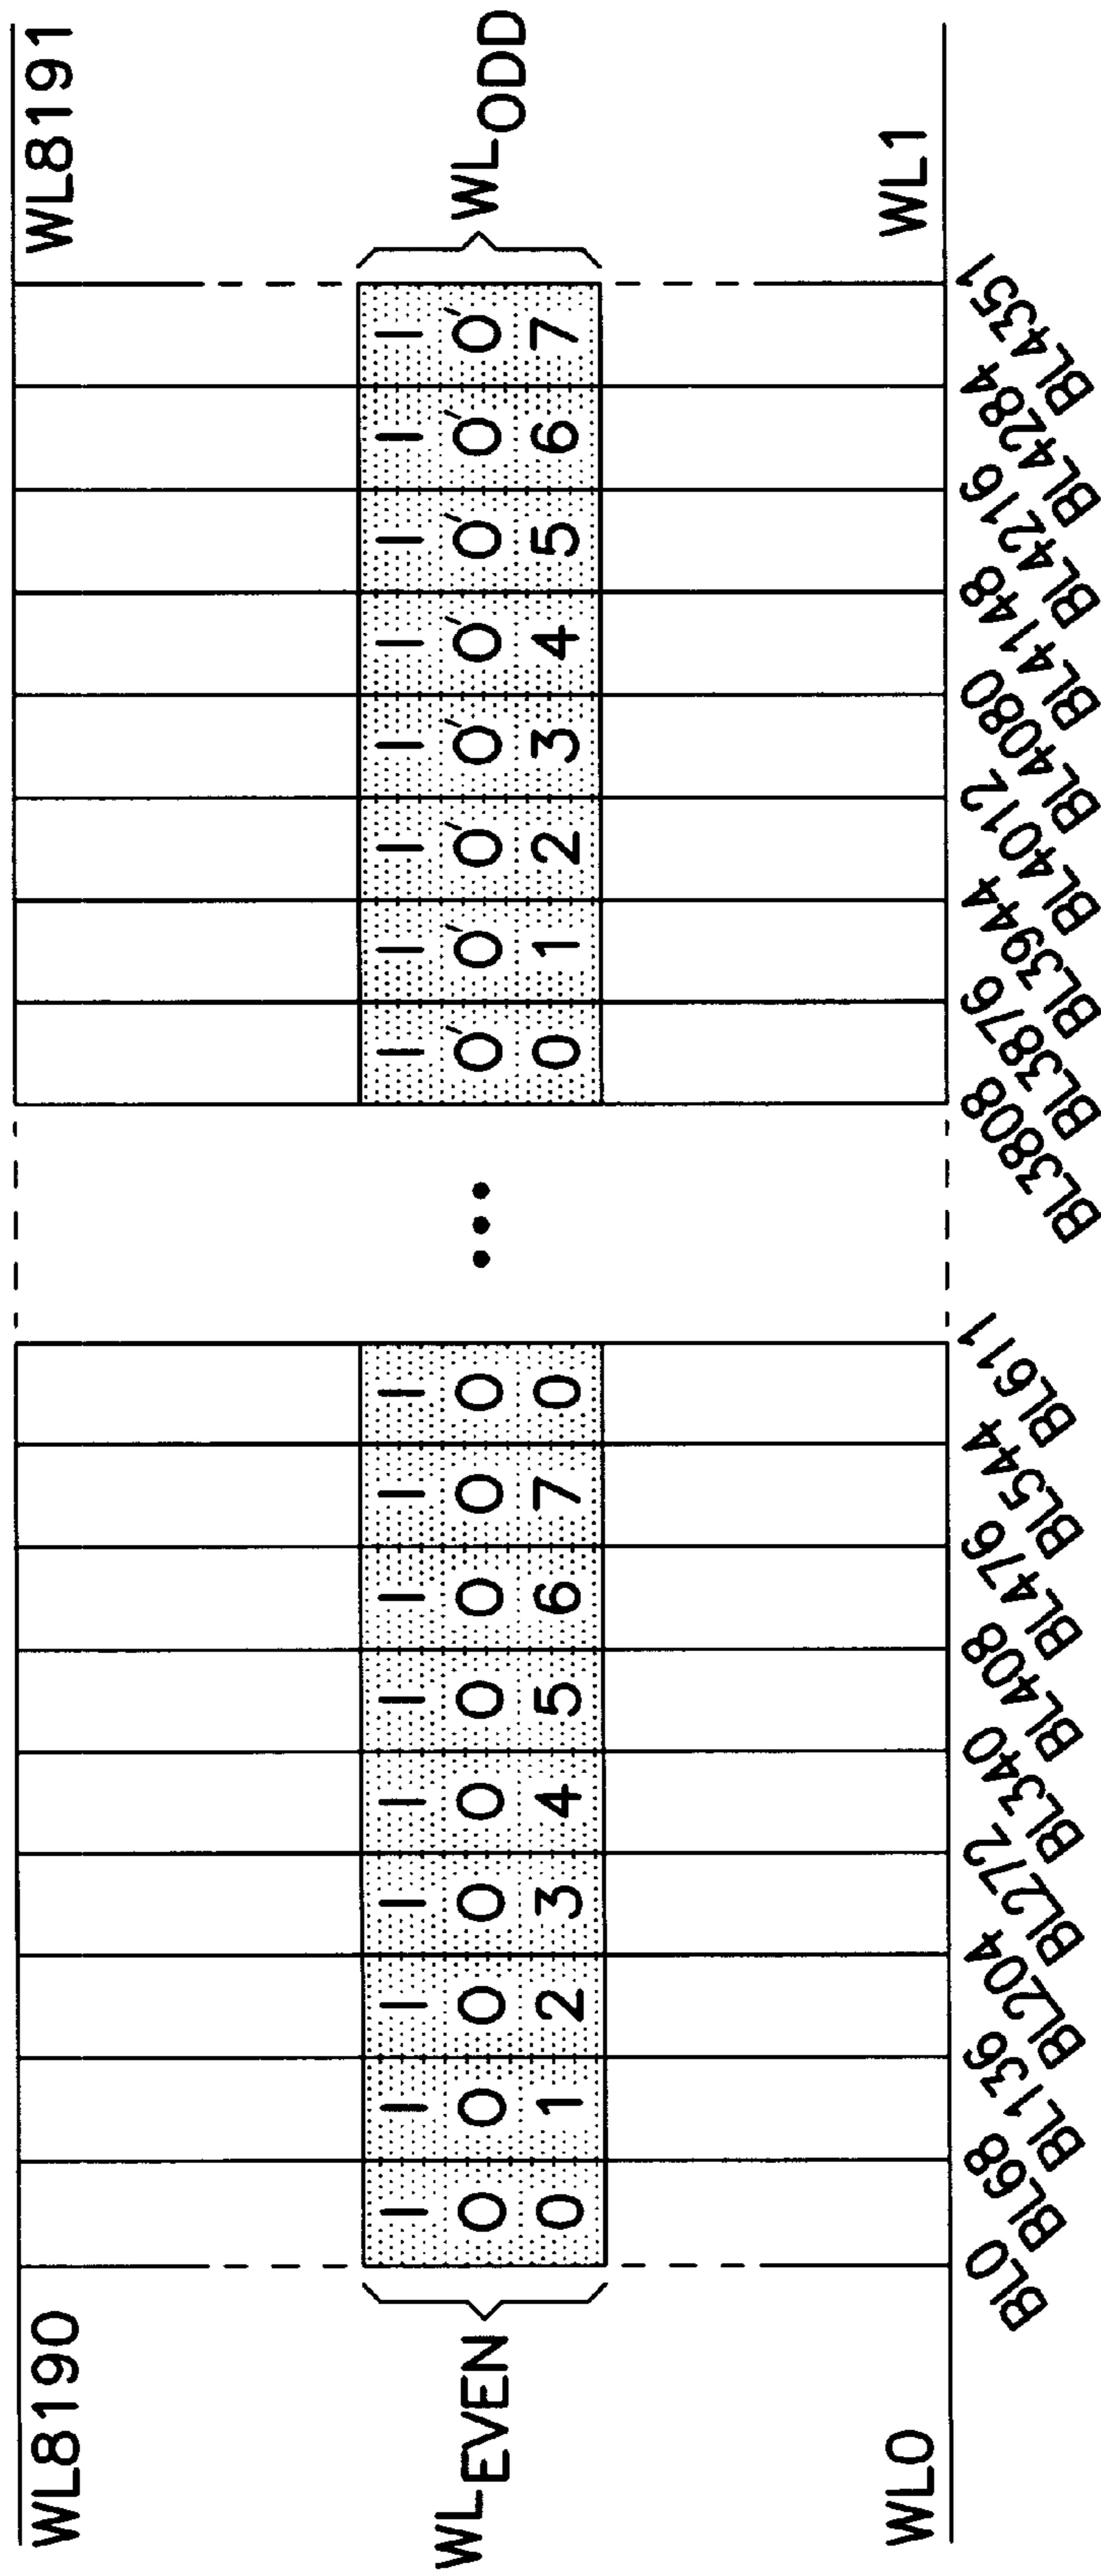 WL8190 WL8191
I I I I I I I I I I I I I I I I I
WLEVEN O O O O O O O O O ••• O´ O´ O´ O´ O´ O´ O´ O´ WLODD
0 1 2 3 4 5 6 7 0 0 1 2 3 4 5 6 7
WL0 WL1
BL0 BL68 BL136 BL204 BL272 BL340 BL408 BL476 BL544 BL611 BL3808 BL3876 BL3944 BL4012 BL4080 BL4148 BL4216 BL4284 BL4351